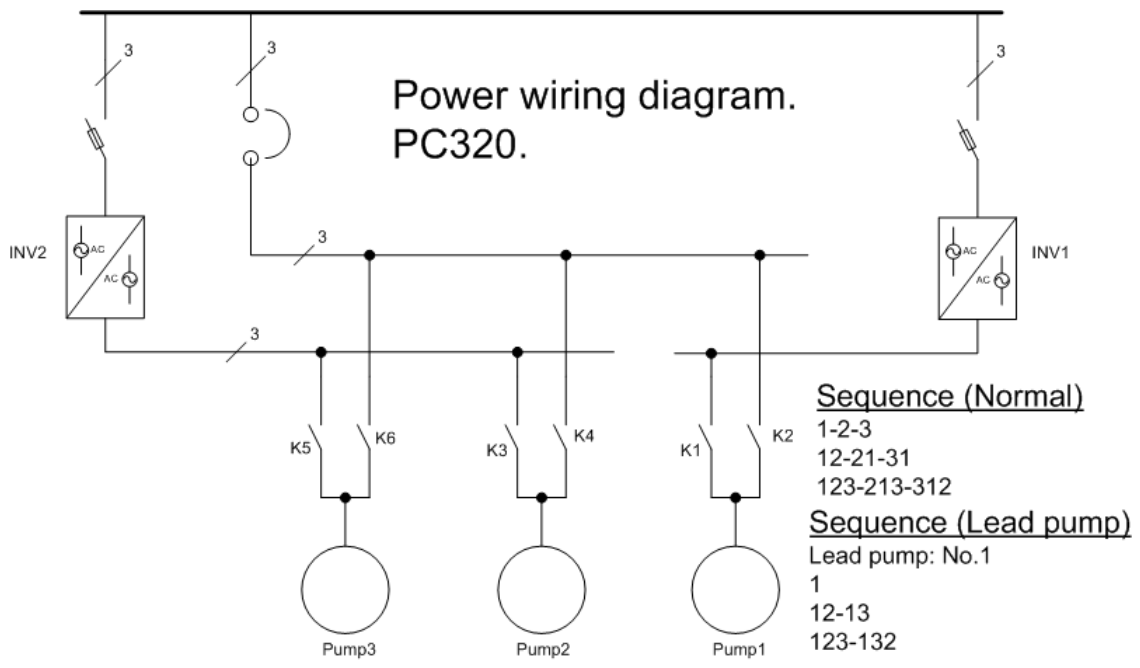 3
3
3
Power wiring diagram.
PC320.
INV2
AC
AC
3
AC
AC
INV1
3
K5
K6
K3
K4
K1
K2
Sequence (Normal)
1-2-3
12-21-31
123-213-312
Sequence (Lead pump)
Lead pump: No.1
1
12-13
123-132
Pump3
Pump2
Pump1